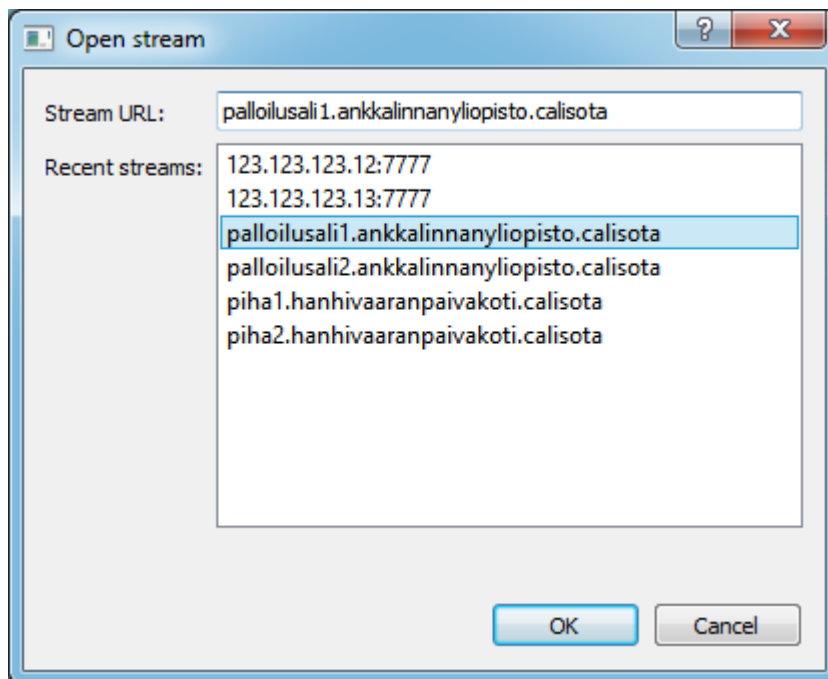 Open stream
Stream URL: palloilusali1.ankkalinnanyliopisto.calisota
Recent streams: 123.123.123.12:7777
123.123.123.13:7777
palloilusali1.ankkalinnanyliopisto.calisota
palloilusali2.ankkalinnanyliopisto.calisota
piha1.hanhivaaranpaivakoti.calisota
piha2.hanhivaaranpaivakoti.calisota
OK Cancel